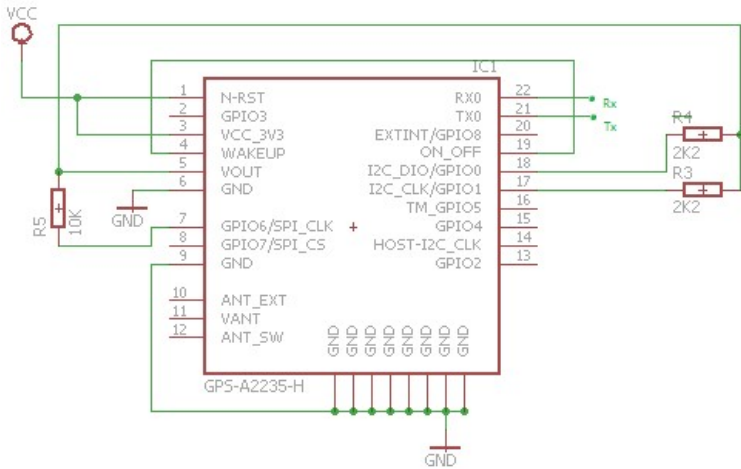 VCC
IC1
1 N-RST
2 GPIO3
3 VCC_3V3
4 WAKEUP
5 VOUT
6 GND
7 GPIO6/SPI_CLK
8 GPIO7/SPI_CS
9 GND
10 ANT_EXT
11 VANT
12 ANT_SW
RX0 22
TX0 21
EXTINT/GPIO8 20
ON_OFF 19
I2C_DIO/GPIO0 18
I2C_CLK/GPIO1 17
TM_GPIO5 16
GPIO4 15
HOST-I2C_CLK 14
GPIO2 13
Rx
Tx
R4
2K2
R3
2K2
R5
10K
GND
GND GND GND GND GND GND GND GND
GPS-A2235-H
GND